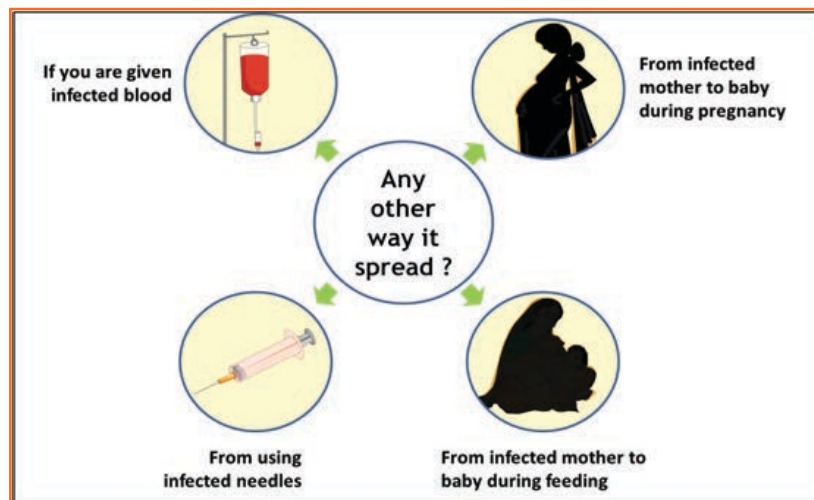 If you are given
infected blood
From infected
mother to baby
during pregnancy
Any
other
way it
spread ?
From using
infected needles
From infected mother to
baby during feeding